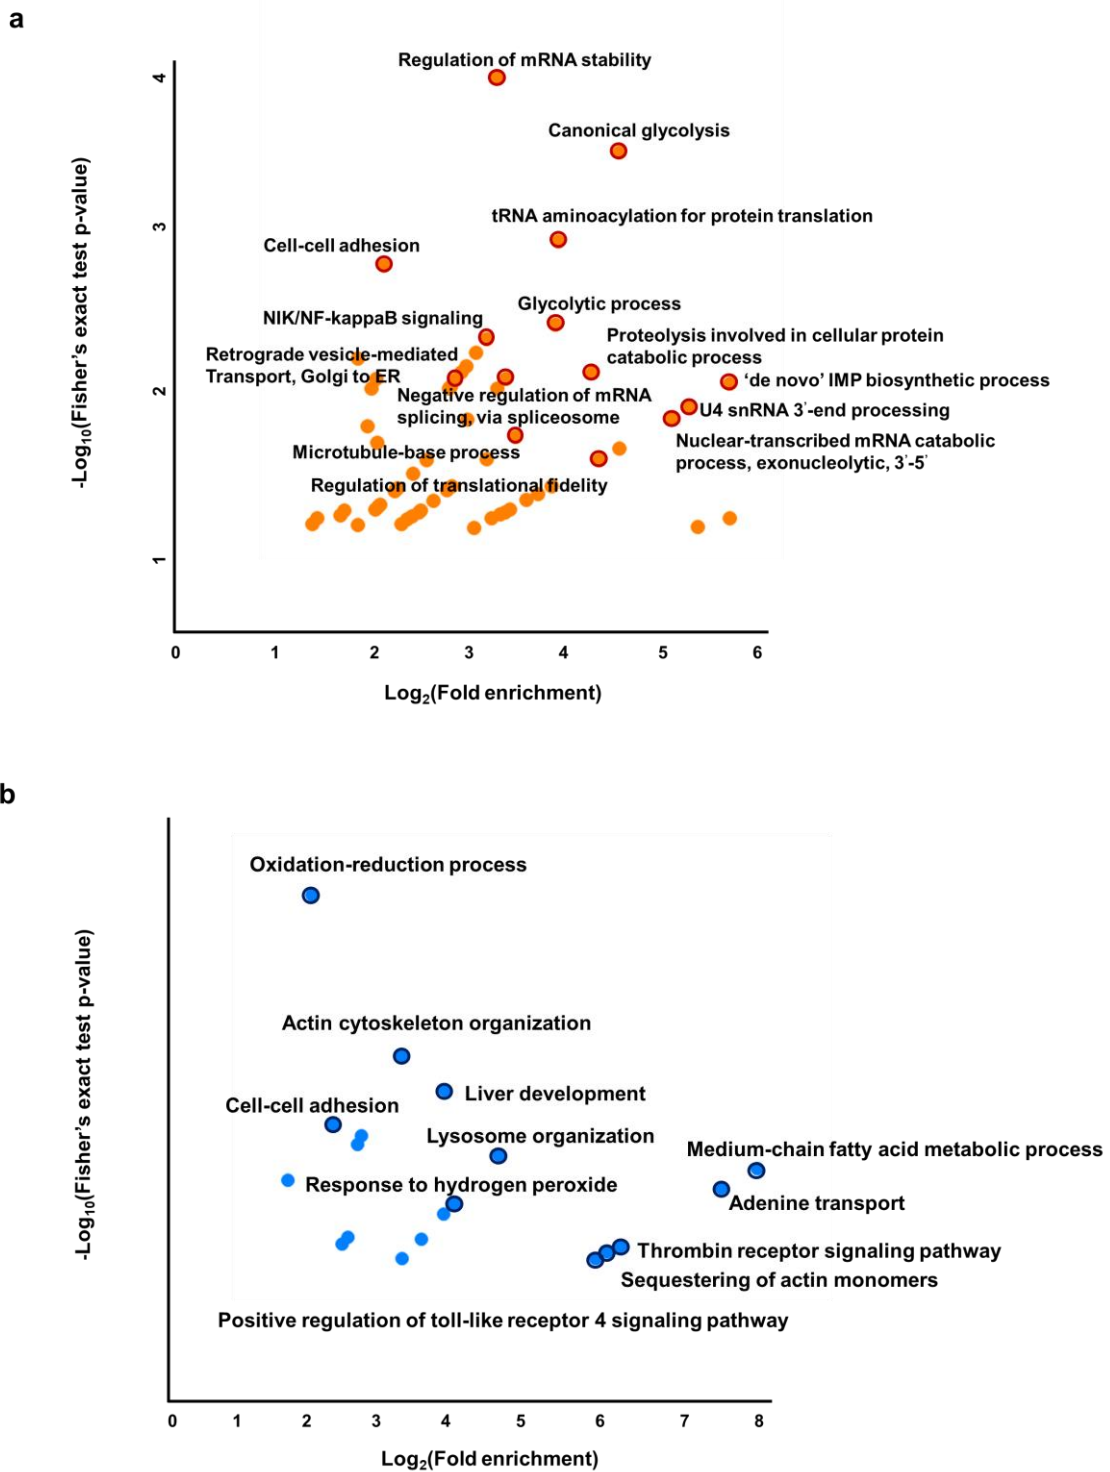 a
Regulation of mRNA stability
4
Canonical glycolysis
tRNA aminoacylation for protein translation
3
Cell-cell adhesion
Glycolytic process
NIK/NF-kappaB signaling
Proteolysis involved in cellular protein
catabolic process
Retrograde vesicle-mediated
Transport, Golgi to ER
‘de novo’ IMP biosynthetic process
2
Negative regulation of mRNA
splicing, via spliceosome
U4 snRNA 3’-end processing
Nuclear-transcribed mRNA catabolic
process, exonucleolytic, 3’-5’
Microtubule-base process
Regulation of translational fidelity
1
-Log10(Fisher’s exact test p-value)
0 1 2 3 4 5 6
Log2(Fold enrichment)
b
Oxidation-reduction process
Actin cytoskeleton organization
Liver development
Cell-cell adhesion
Lysosome organization
Medium-chain fatty acid metabolic process
Response to hydrogen peroxide
Adenine transport
Thrombin receptor signaling pathway
Sequestering of actin monomers
Positive regulation of toll-like receptor 4 signaling pathway
-Log10(Fisher’s exact test p-value)
0 1 2 3 4 5 6 7 8
Log2(Fold enrichment)